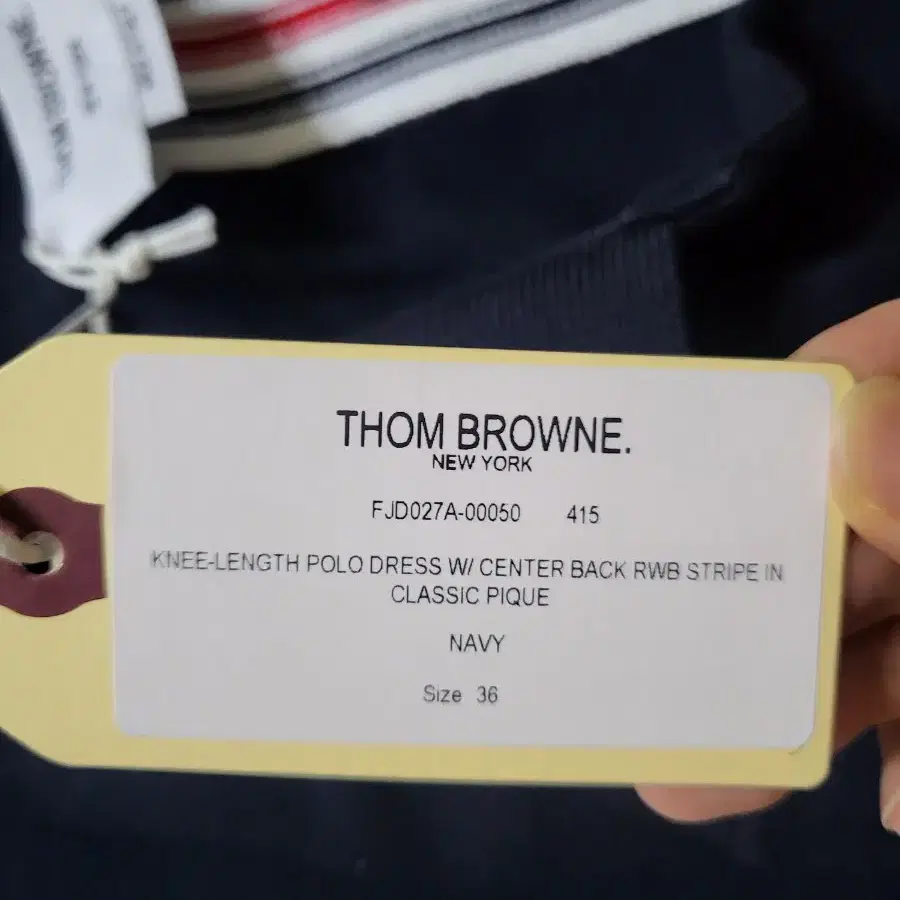 THOM BROWNE.
NEW YORK
FJD027A-00050 415
KNEE-LENGTH POLO DRESS W/ CENTER BACK RWB STRIPE IN
CLASSIC PIQUE
NAVY
Size 36